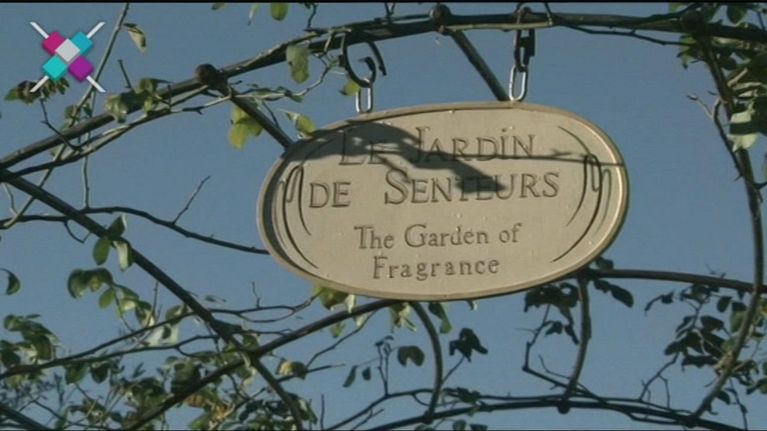 Le Jardin
de Senteurs
The Garden of
Fragrance